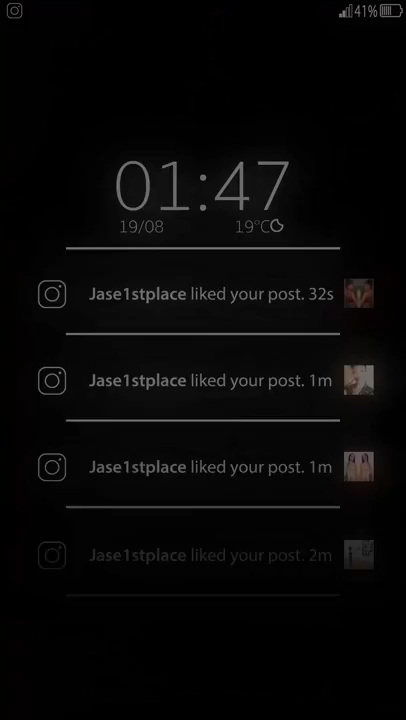 41%
01:47
19/08 19°C
Jase1stplace liked your post. 32s
Jase1stplace liked your post. 1m
Jase1stplace liked your post. 1m
Jase1stplace liked your post. 2m